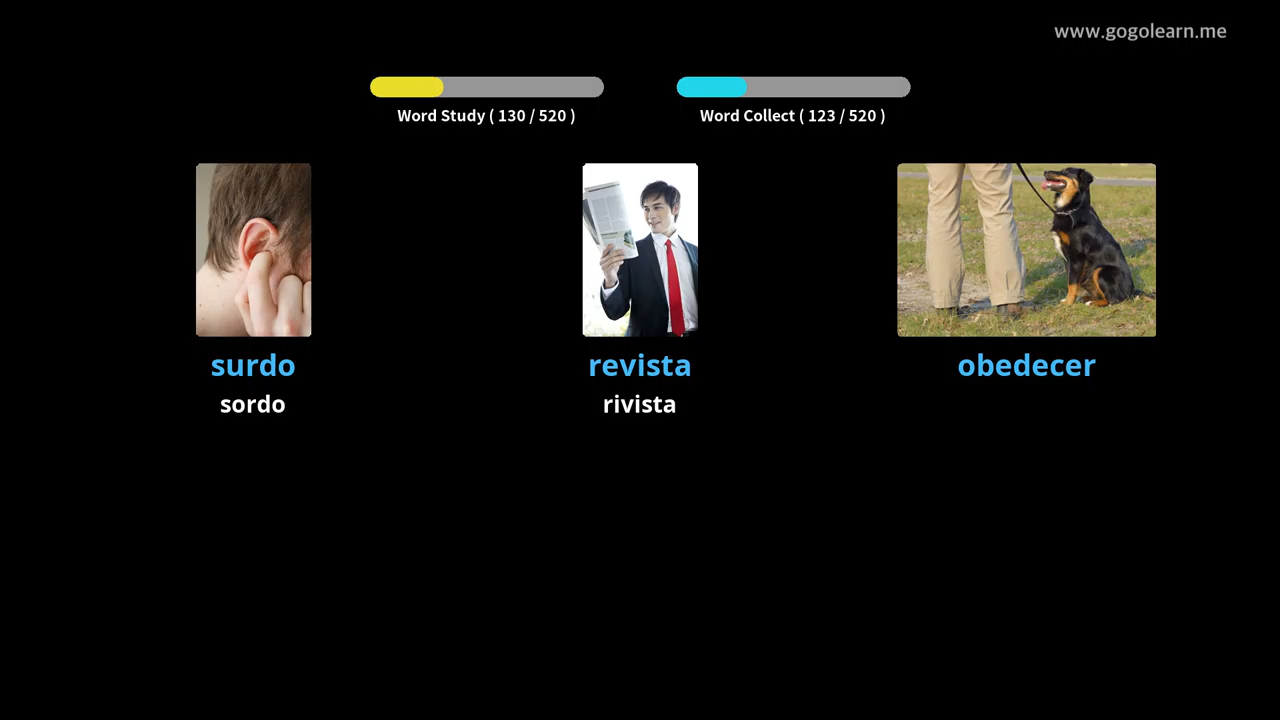 www.gogolearn.me
Word Study ( 130 / 520 )
Word Collect ( 123 / 520 )
surdo
revista
obedecer
sordo
rivista